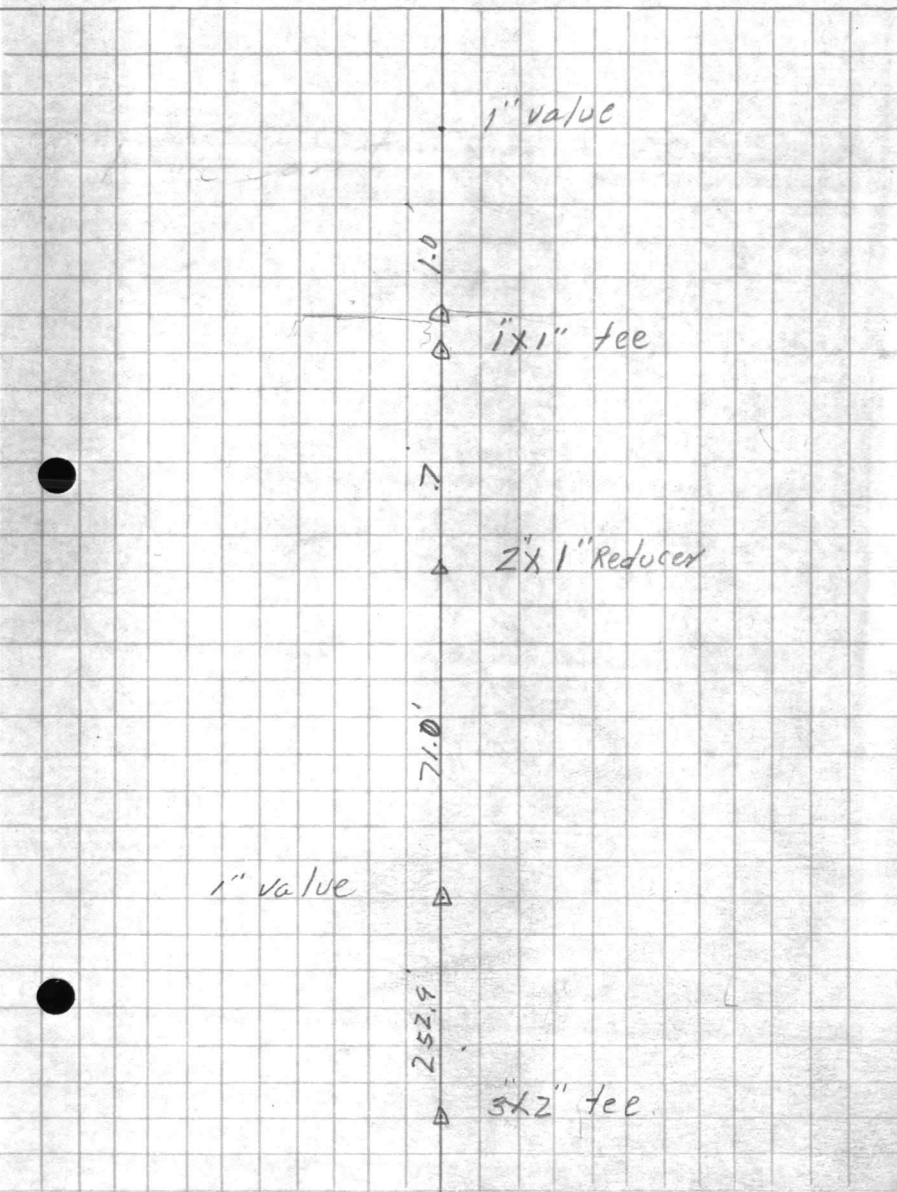 1" value
1.0'
1"x1" tee
.7'
2"x1" Reducer
71.0'
1" value
252.9'
3"x2" tee